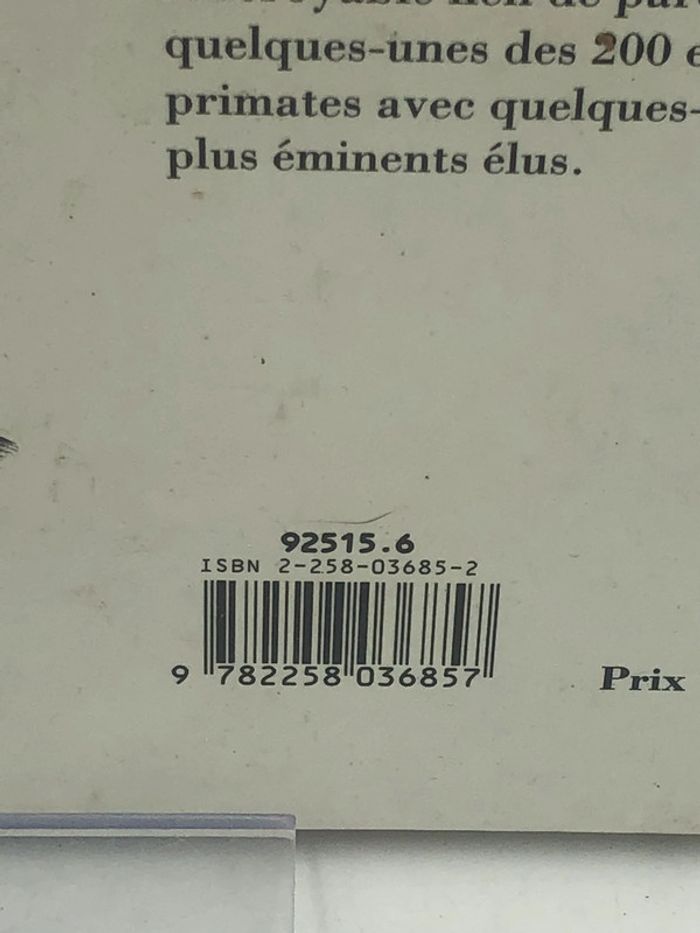 quelques-unes des 200
primates avec quelques-
plus éminents élus.
92515.6
ISBN 2-258-03685-2
9 782258 036857
Prix